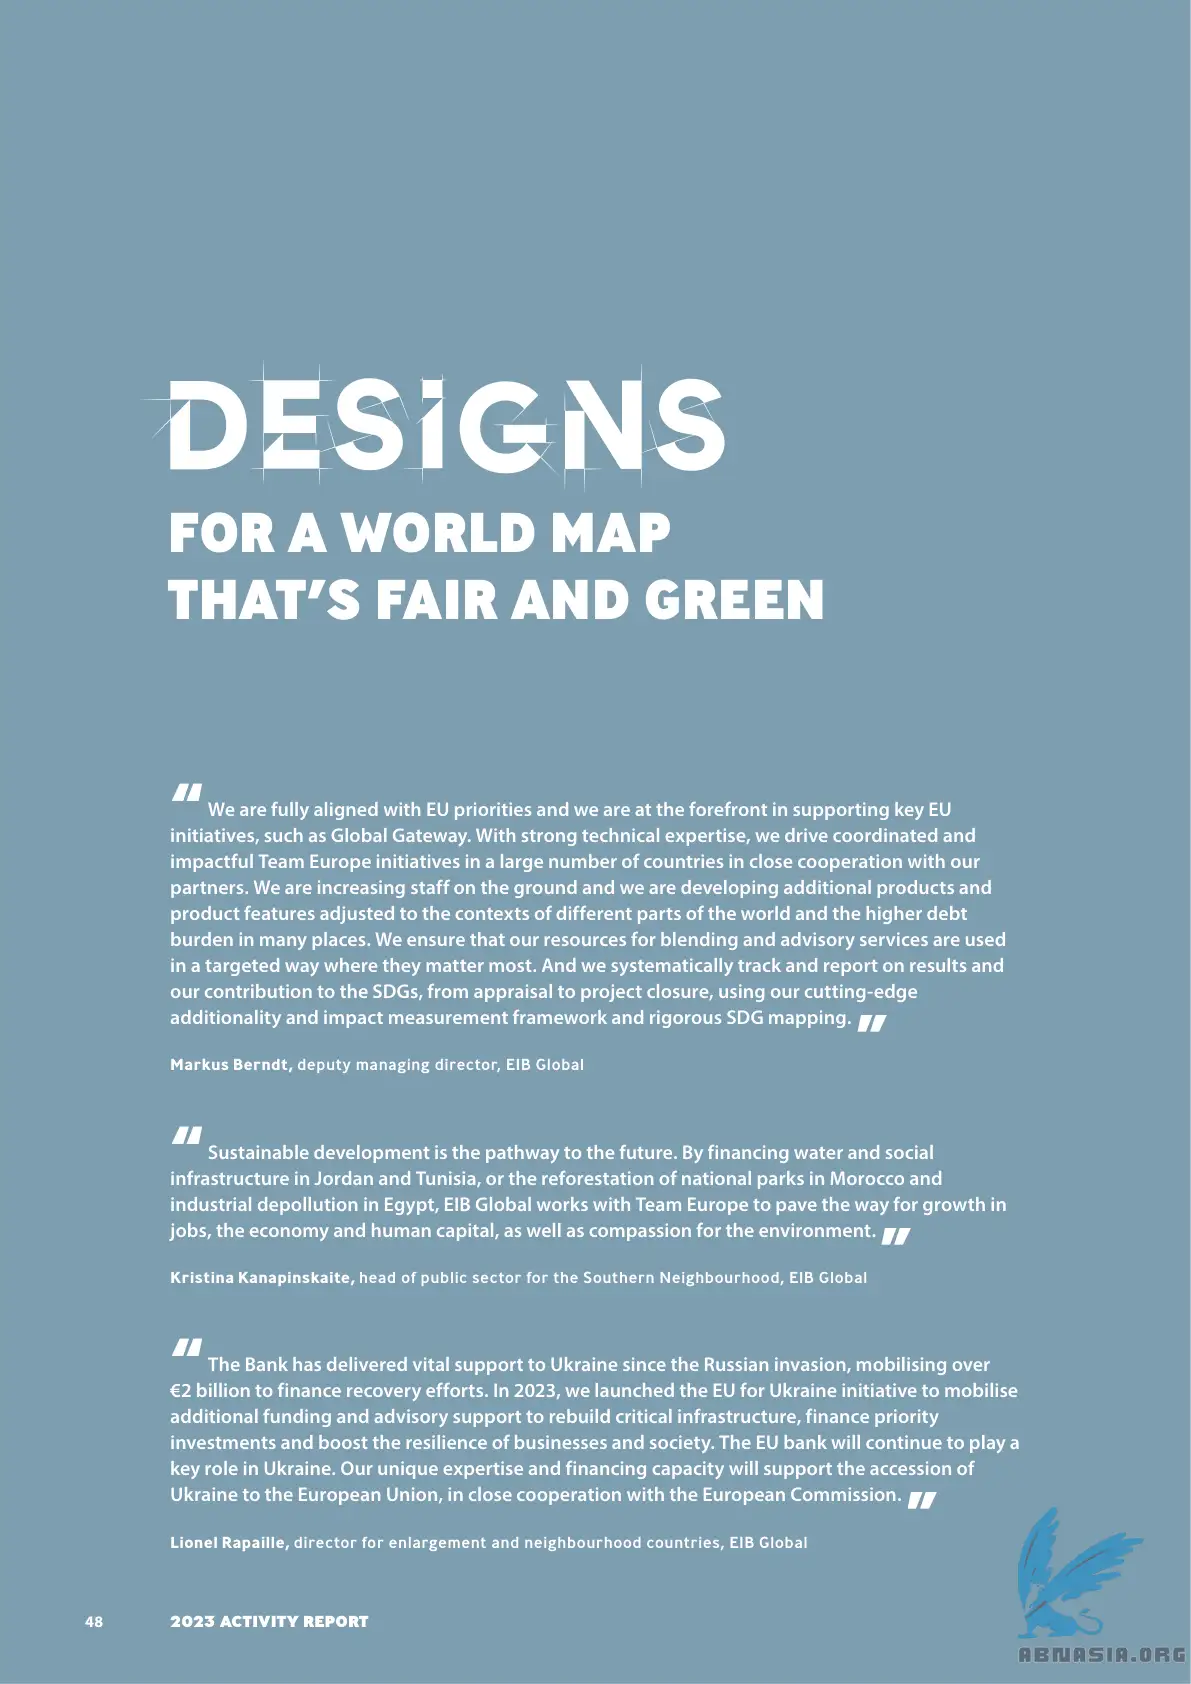 DESiGNS
FOR A WORLD MAP
THAT'S FAIR AND GREEN
“ We are fully aligned with EU priorities and we are at the forefront in supporting key EU
initiatives, such as Global Gateway. With strong technical expertise, we drive coordinated and
impactful Team Europe initiatives in a large number of countries in close cooperation with our
partners. We are increasing staff on the ground and we are developing additional products and
product features adjusted to the contexts of different parts of the world and the higher debt
burden in many places. We ensure that our resources for blending and advisory services are used
in a targeted way where they matter most. And we systematically track and report on results and
our contribution to the SDGs, from appraisal to project closure, using our cutting-edge
additionality and impact measurement framework and rigorous SDG mapping. ”
Markus Berndt, deputy managing director, EIB Global
“ Sustainable development is the pathway to the future. By financing water and social
infrastructure in Jordan and Tunisia, or the reforestation of national parks in Morocco and
industrial depollution in Egypt, EIB Global works with Team Europe to pave the way for growth in
jobs, the economy and human capital, as well as compassion for the environment. ”
Kristina Kanapinskaite, head of public sector for the Southern Neighbourhood, EIB Global
“ The Bank has delivered vital support to Ukraine since the Russian invasion, mobilising over
€2 billion to finance recovery efforts. In 2023, we launched the EU for Ukraine initiative to mobilise
additional funding and advisory support to rebuild critical infrastructure, finance priority
investments and boost the resilience of businesses and society. The EU bank will continue to play a
key role in Ukraine. Our unique expertise and financing capacity will support the accession of
Ukraine to the European Union, in close cooperation with the European Commission. ”
Lionel Rapaille, director for enlargement and neighbourhood countries, EIB Global
48 2023 ACTIVITY REPORT
ABNASIA.ORG